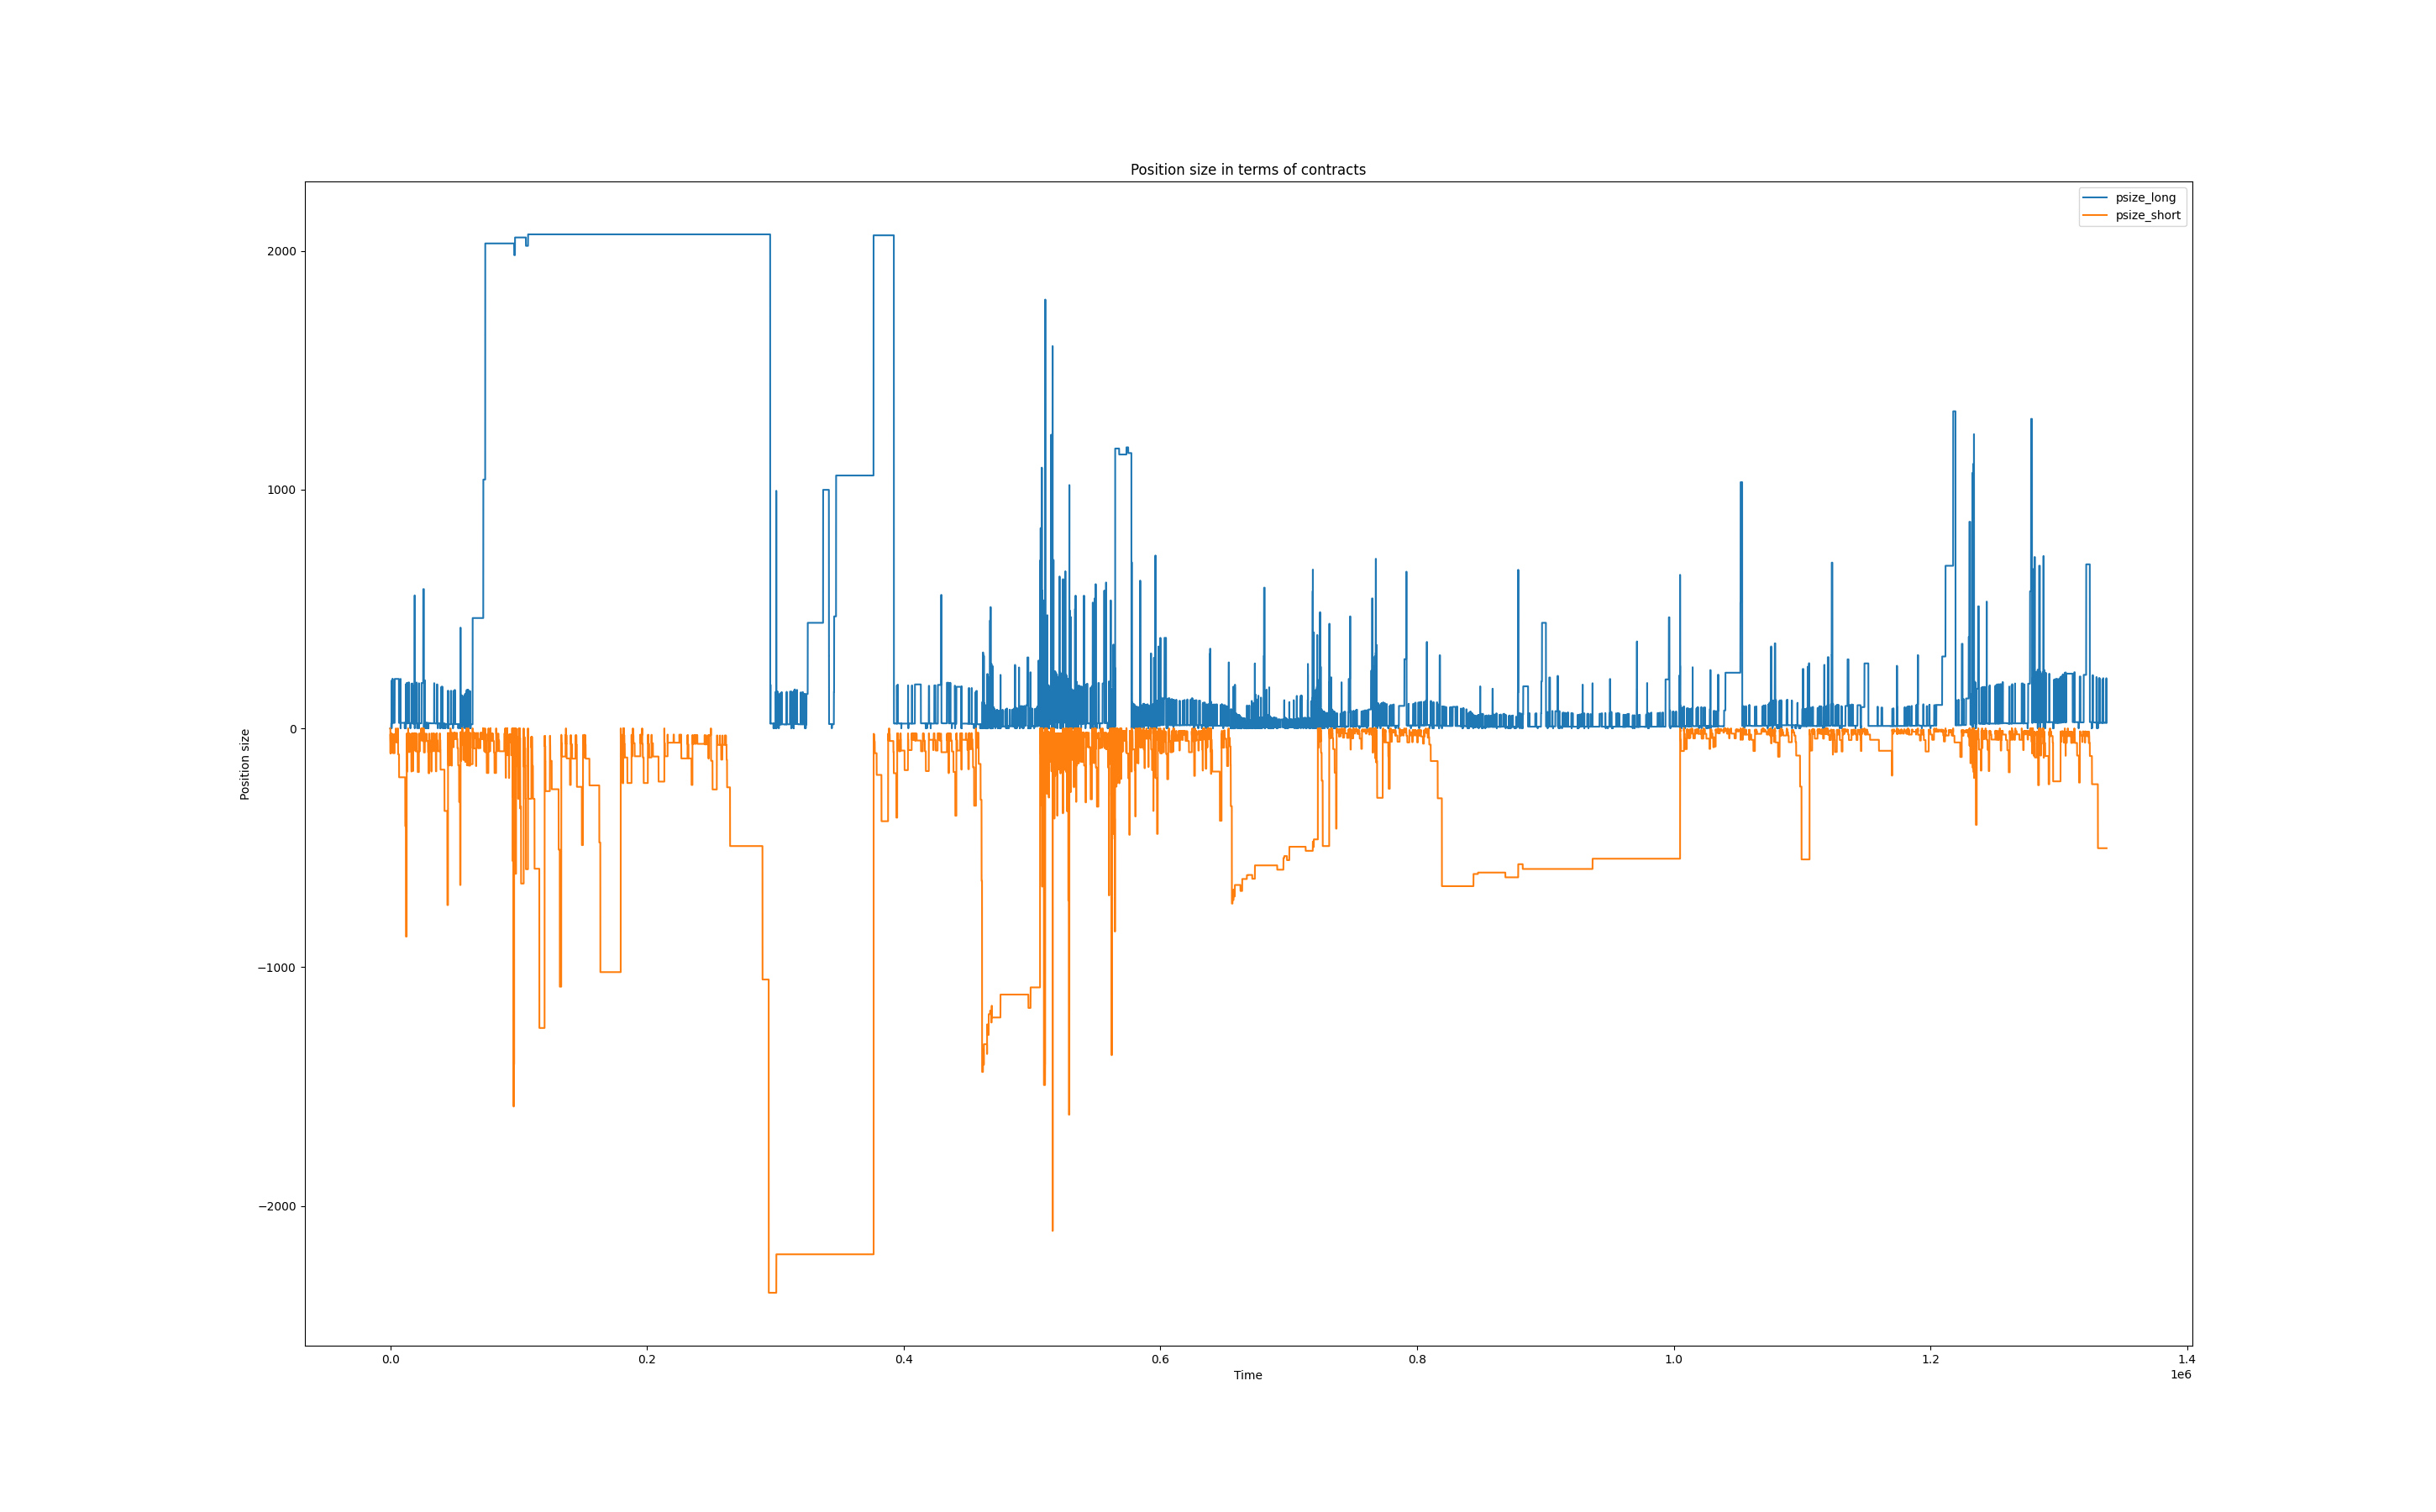 Position size in terms of contracts
psize_long
psize_short
2000
1000
0
−1000
−2000
Position size
0.0
0.2
0.4
0.6
0.8
1.0
1.2
1.4
Time
1e6